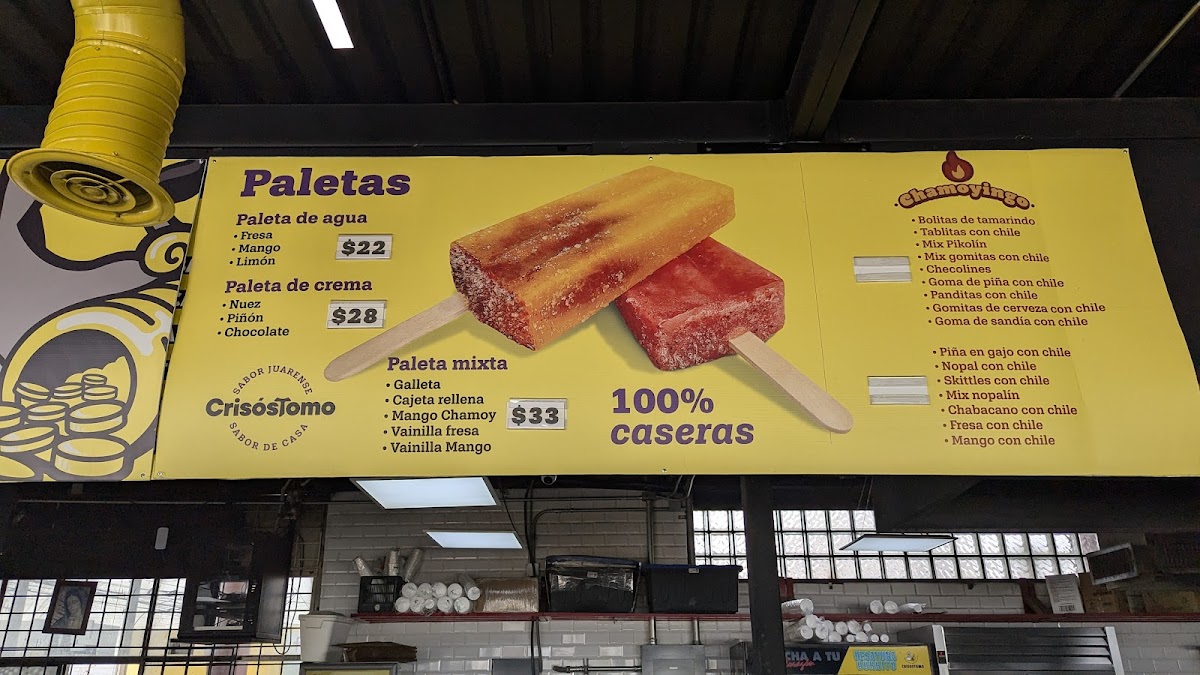 Paletas
Paleta de agua
• Fresa
• Mango
• Limón
$22
Paleta de crema
• Nuez
• Piñón
• Chocolate
$28
SABOR JUARENSE
CrisósTomo
SABOR DE CASA
Paleta mixta
• Galleta
• Cajeta rellena
• Mango Chamoy
• Vainilla fresa
• Vainilla Mango
$33
100%
caseras
Chamoyingo
• Bolitas de tamarindo
• Tablitas con chile
• Mix Pikolín
• Mix gomitas con chile
• Checolines
• Goma de piña con chile
• Panditas con chile
• Gomitas de cerveza con chile
• Goma de sandía con chile
• Piña en gajo con chile
• Nopal con chile
• Skittles con chile
• Mix nopalín
• Chabacano con chile
• Fresa con chile
• Mango con chile
CHA A TU